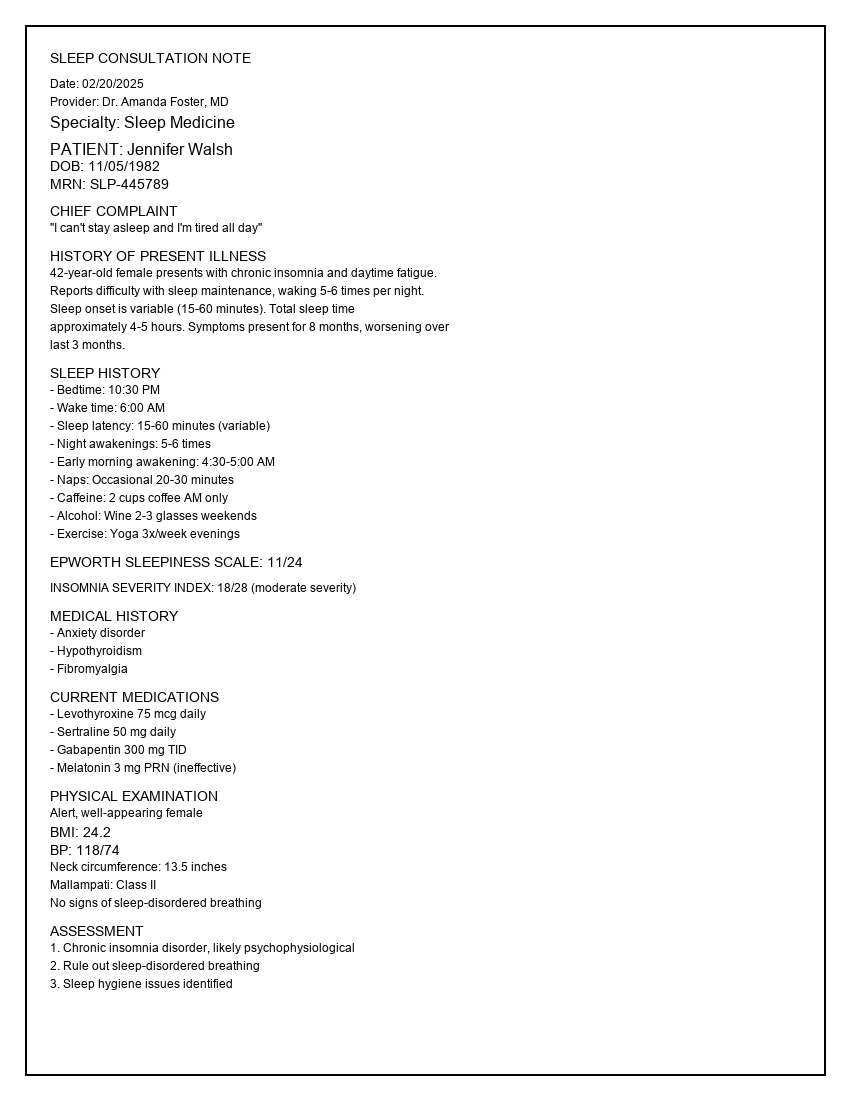 SLEEP CONSULTATION NOTE
Date: 02/20/2025
Provider: Dr. Amanda Foster, MD
Specialty: Sleep Medicine
PATIENT: Jennifer Walsh
DOB: 11/05/1982
MRN: SLP-445789
CHIEF COMPLAINT
"I can't stay asleep and I'm tired all day"
HISTORY OF PRESENT ILLNESS
42-year-old female presents with chronic insomnia and daytime fatigue.
Reports difficulty with sleep maintenance, waking 5-6 times per night.
Sleep onset is variable (15-60 minutes). Total sleep time
approximately 4-5 hours. Symptoms present for 8 months, worsening over
last 3 months.
SLEEP HISTORY
- Bedtime: 10:30 PM
- Wake time: 6:00 AM
- Sleep latency: 15-60 minutes (variable)
- Night awakenings: 5-6 times
- Early morning awakening: 4:30-5:00 AM
- Naps: Occasional 20-30 minutes
- Caffeine: 2 cups coffee AM only
- Alcohol: Wine 2-3 glasses weekends
- Exercise: Yoga 3x/week evenings
EPWORTH SLEEPINESS SCALE: 11/24
INSOMNIA SEVERITY INDEX: 18/28 (moderate severity)
MEDICAL HISTORY
- Anxiety disorder
- Hypothyroidism
- Fibromyalgia
CURRENT MEDICATIONS
- Levothyroxine 75 mcg daily
- Sertraline 50 mg daily
- Gabapentin 300 mg TID
- Melatonin 3 mg PRN (ineffective)
PHYSICAL EXAMINATION
Alert, well-appearing female
BMI: 24.2
BP: 118/74
Neck circumference: 13.5 inches
Mallampati: Class II
No signs of sleep-disordered breathing
ASSESSMENT
1. Chronic insomnia disorder, likely psychophysiological
2. Rule out sleep-disordered breathing
3. Sleep hygiene issues identified